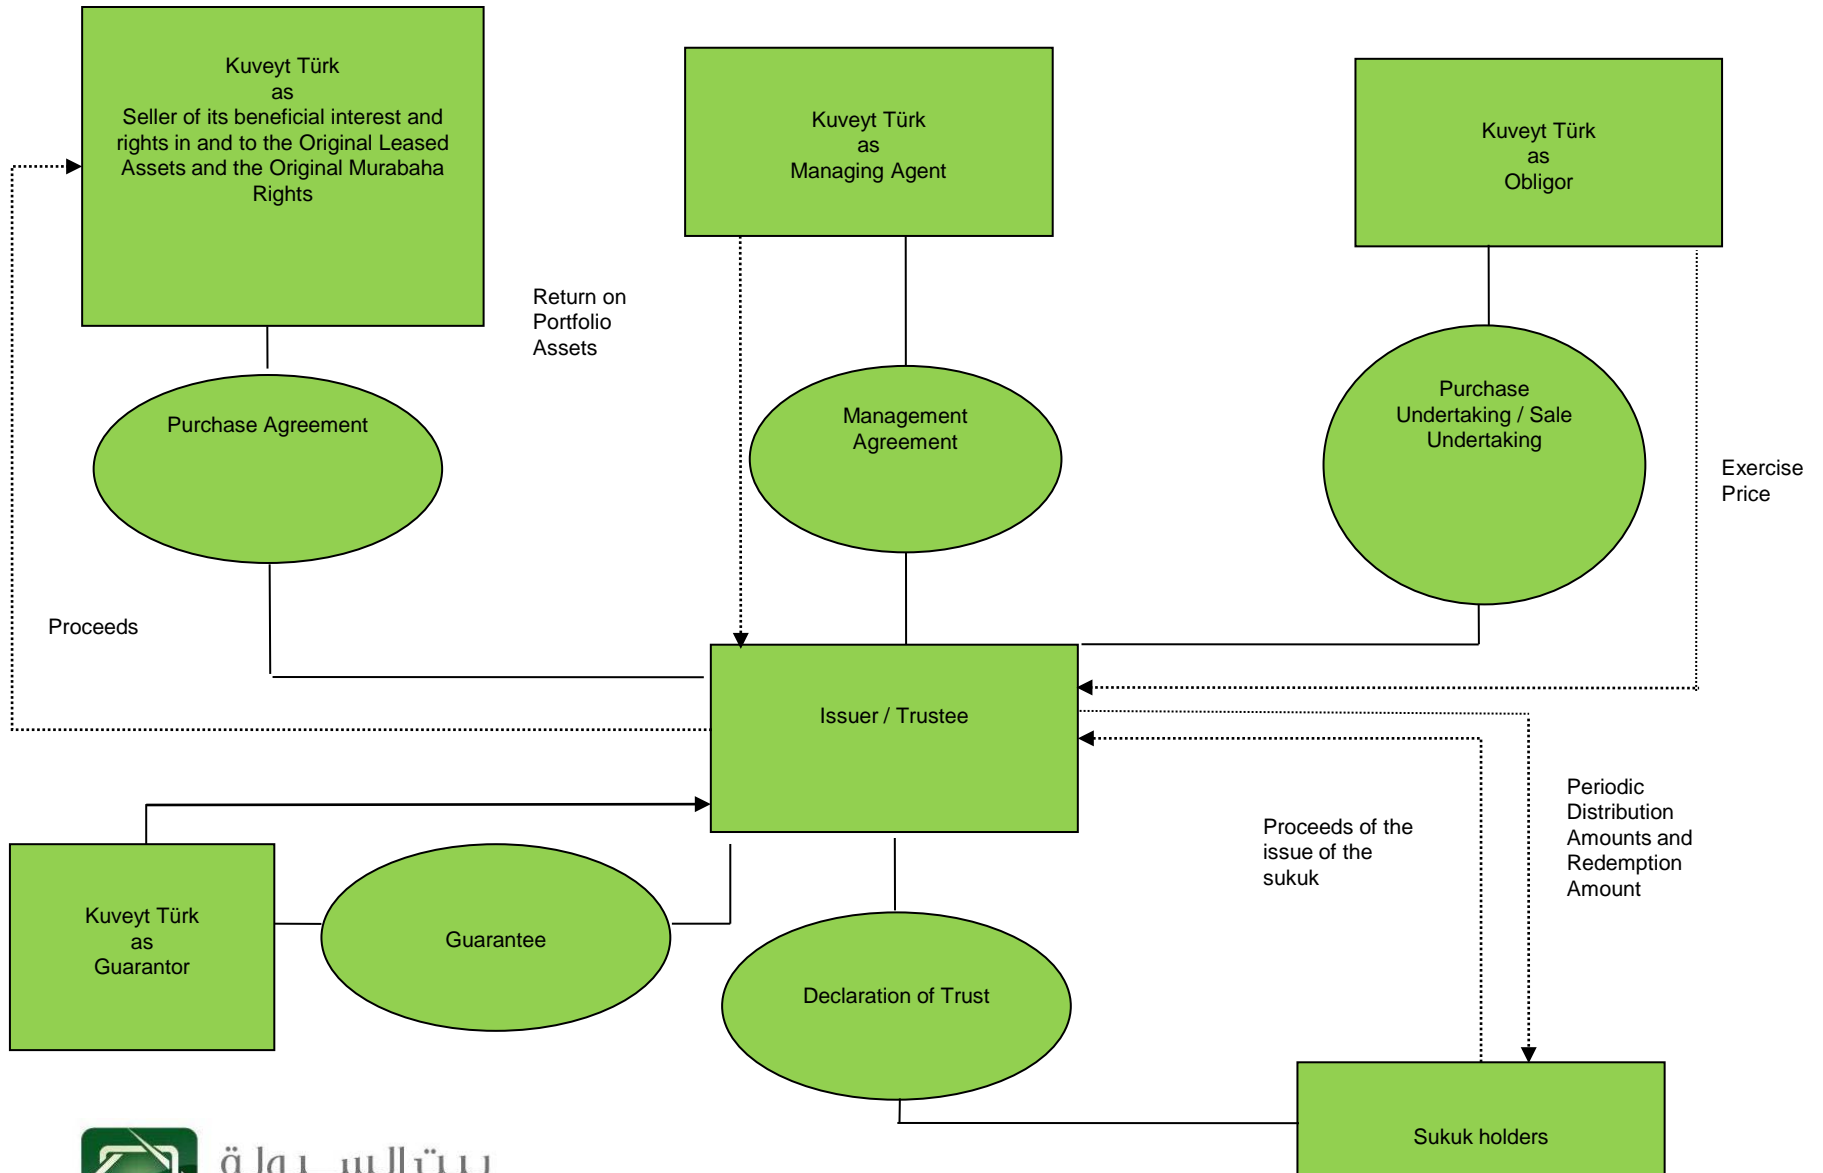 Kuveyt Türk
as
Seller of its beneficial interest and
rights in and to the Original Leased
Assets and the Original Murabaha
Rights
Kuveyt Türk
as
Managing Agent
Kuveyt Türk
as
Obligor
Return on
Portfolio
Assets
Purchase Agreement
Management
Agreement
Purchase
Undertaking / Sale
Undertaking
Exercise
Price
Proceeds
Issuer / Trustee
Periodic
Distribution
Amounts and
Redemption
Amount
Proceeds of the
issue of the
sukuk
Kuveyt Türk
as
Guarantor
Guarantee
Declaration of Trust
Sukuk holders